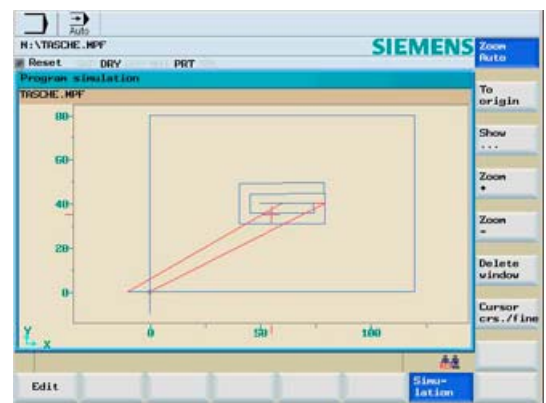 Auto
N:\TASCHE.MPF
SIEMENS
Reset DRY PRT
Program simulation
TASCHE.MPF
80
60
40
20
0
0 50 100
Y
X
Edit
Simu-
lation
Zoom
Auto
To
origin
Show
...
Zoom
+
Zoom
-
Delete
window
Cursor
crs./fine